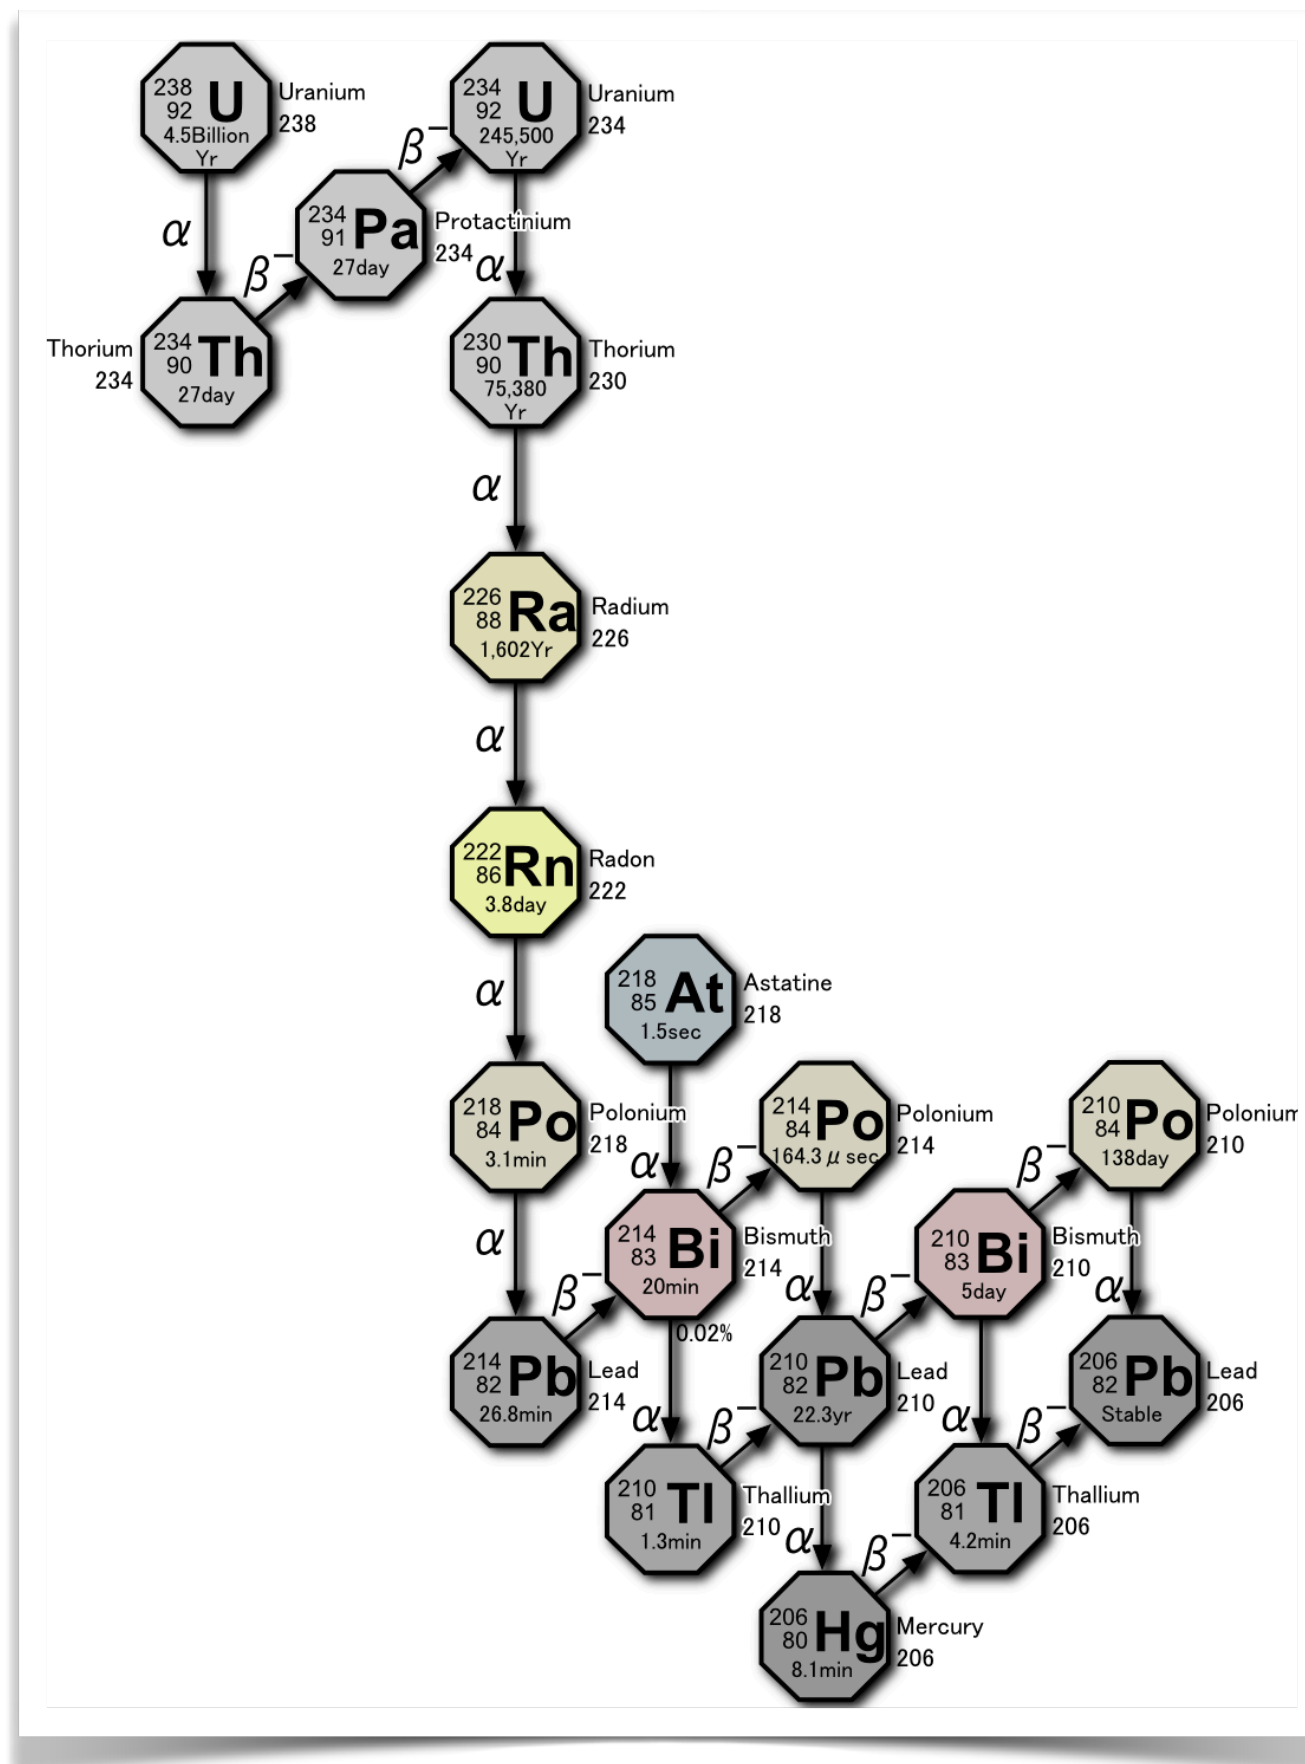 238
92 U
4.5Billion
Yr
Uranium
238
234
92 U
245,500
Yr
Uranium
234
β−
234
91 Pa
27day
Protactinium
234
α
β−
α
Thorium
234
234
90 Th
27day
230
90 Th
75,380
Yr
Thorium
230
α
226
88 Ra
1,602Yr
Radium
226
α
222
86 Rn
3.8day
Radon
222
α
218
85 At
1.5sec
Astatine
218
218
84 Po
3.1min
Polonium
218
α
β−
214
84 Po
164.3μsec
Polonium
214
β−
210
84 Po
138day
Polonium
210
α
214
83 Bi
20min
Bismuth
214
0.02%
β−
α
210
83 Bi
5day
Bismuth
210
β−
α
214
82 Pb
26.8min
Lead
214
α
β−
210
82 Pb
22.3yr
Lead
210
α
β−
206
82 Pb
Stable
Lead
206
210
81 Tl
1.3min
Thallium
210
α
β−
206
81 Tl
4.2min
Thallium
206
206
80 Hg
8.1min
Mercury
206